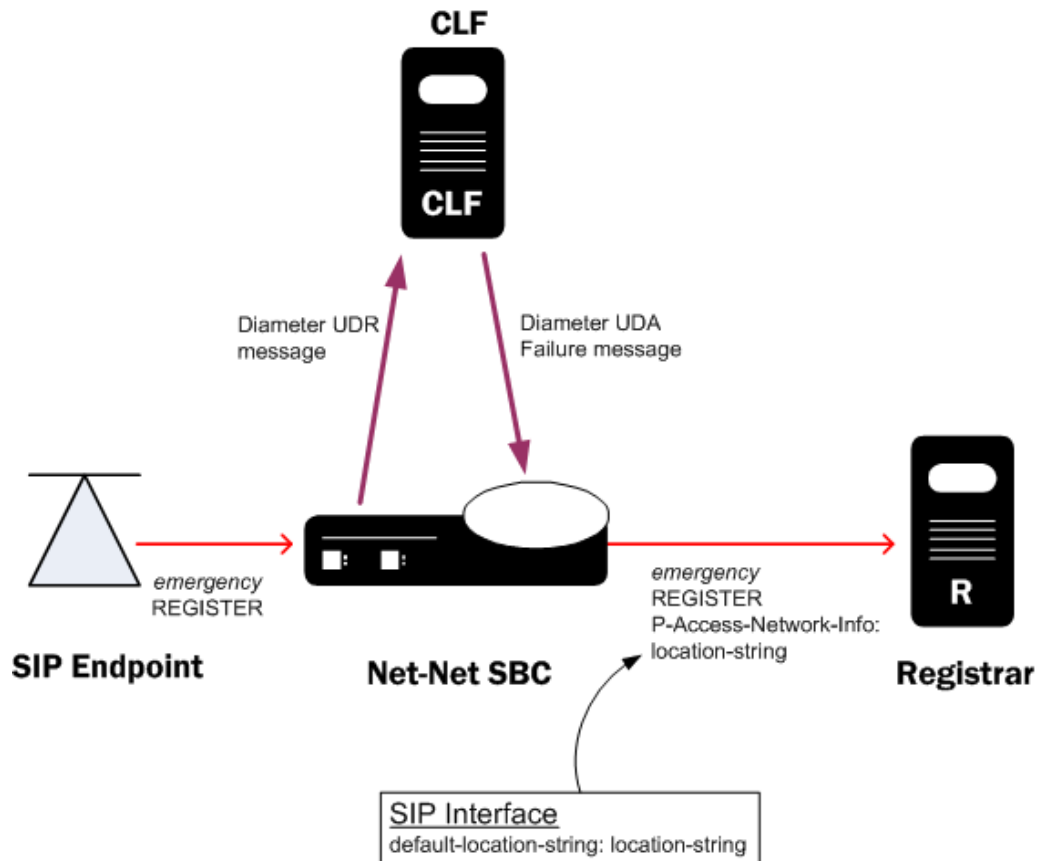 CLF
CLF
Diameter UDR
message
Diameter UDA
Failure message
emergency
REGISTER
emergency
REGISTER
P-Access-Network-Info:
location-string
R
SIP Endpoint
Net-Net SBC
Registrar
SIP Interface
default-location-string: location-string